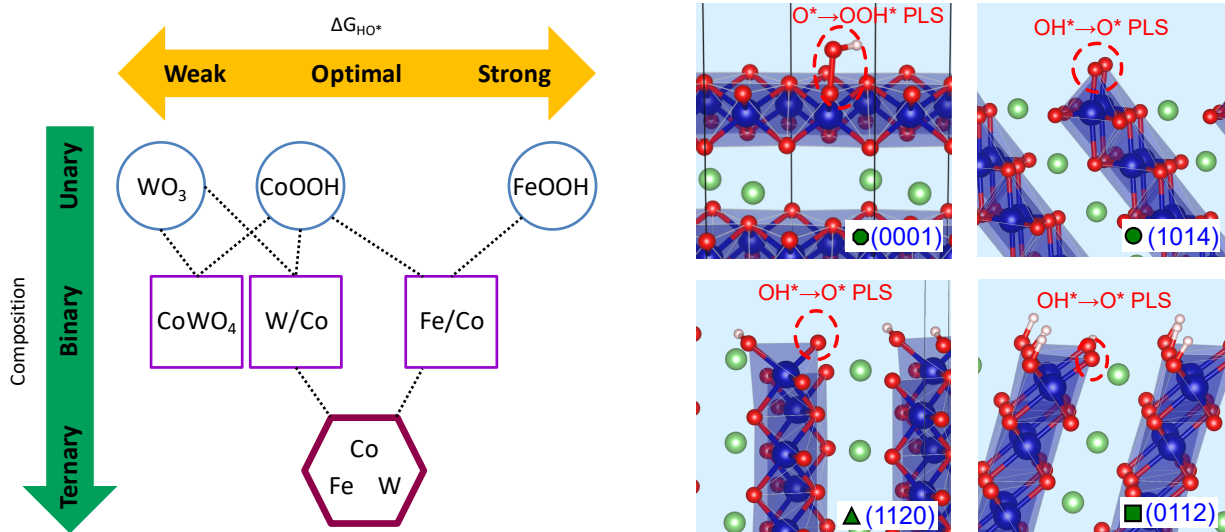 ΔG_HO*
Weak Optimal Strong
Composition
Unary
Binary
Ternary
WO₃
CoOOH
FeOOH
CoWO₄
W/Co
Fe/Co
Co
Fe W
O*→OOH* PLS
(0001)
OH*→O* PLS
(1014)
OH*→O* PLS
(1120)
OH*→O* PLS
(0112)